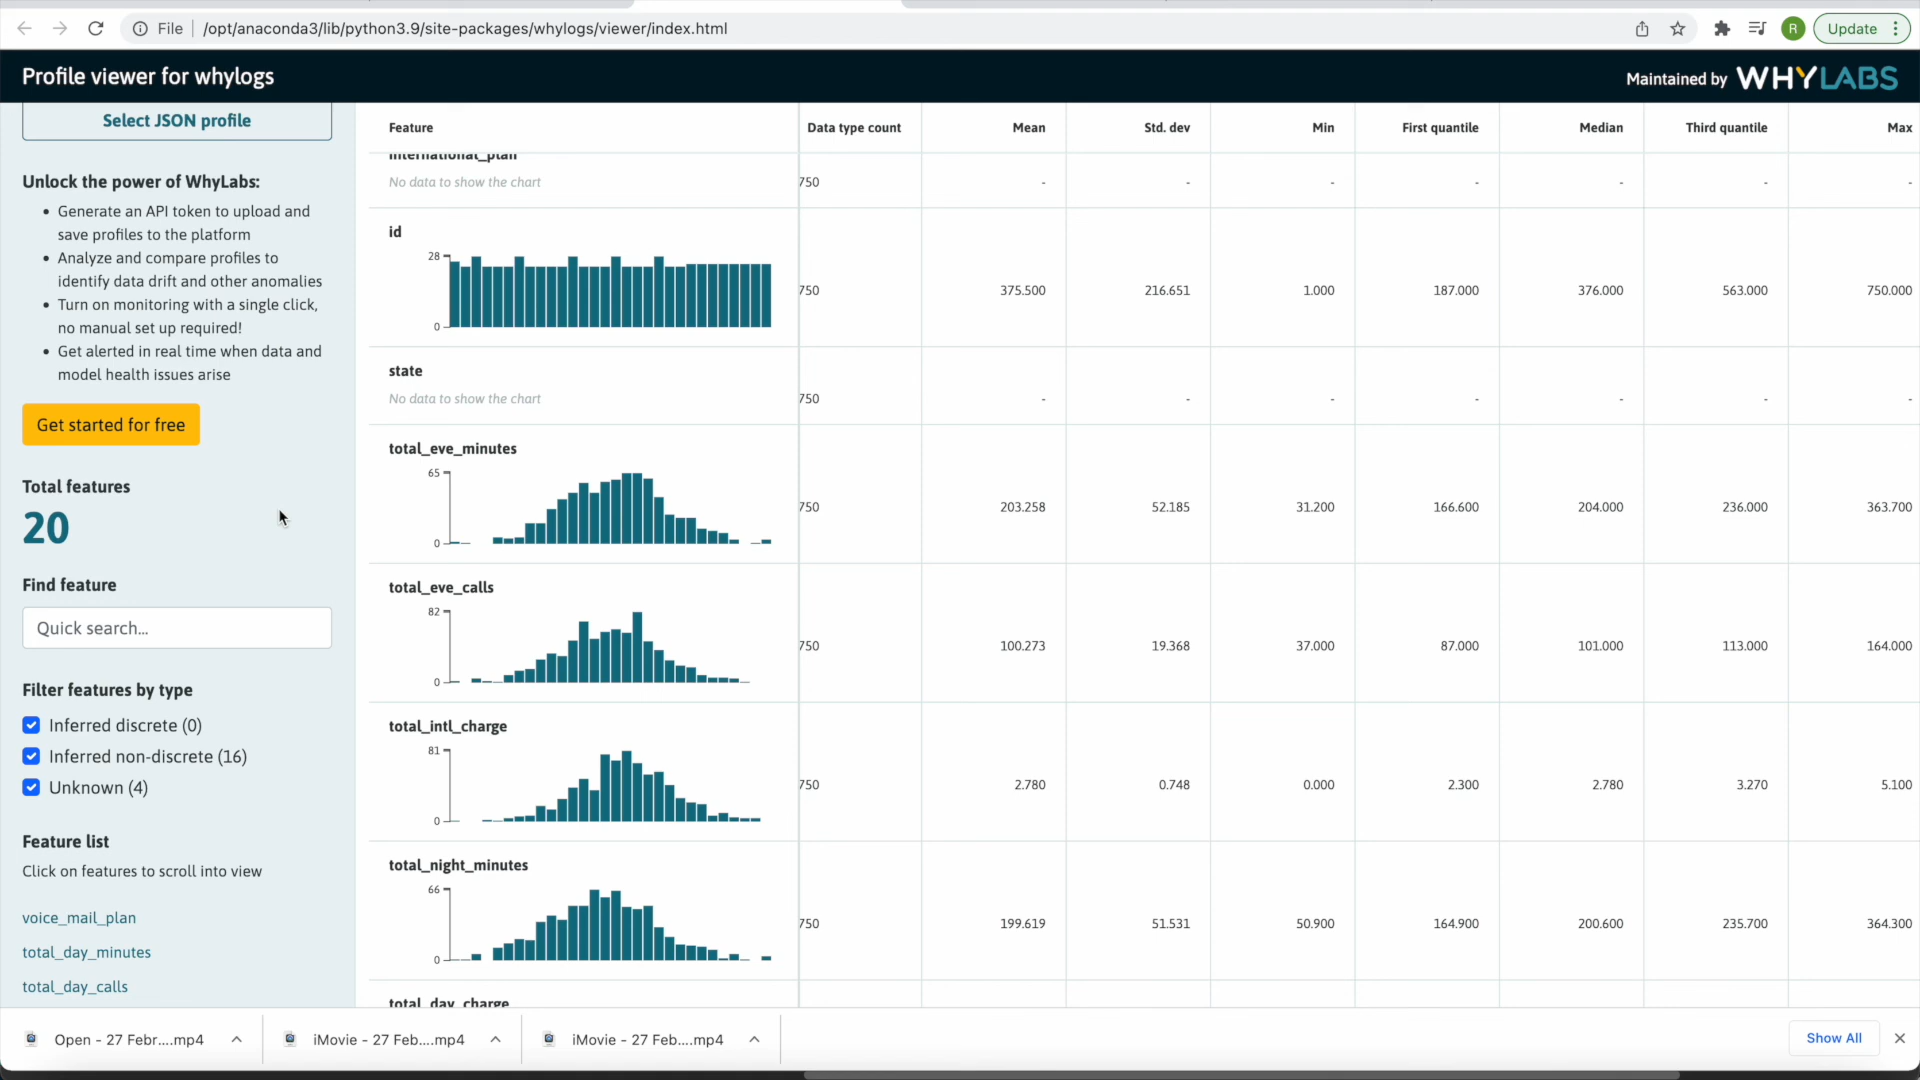 File
/opt/anaconda3/lib/python3.9/site-packages/whylogs/viewer/index.html
R
Update
Profile viewer for whylogs
Maintained by WHYLABS
Select JSON profile
Unlock the power of WhyLabs:
Generate an API token to upload and
save profiles to the platform
Analyze and compare profiles to
identify data drift and other anomalies
Turn on monitoring with a single click,
no manual set up required!
Get alerted in real time when data and
model health issues arise
Get started for free
Total features
20
Find feature
Quick search...
Filter features by type
Inferred discrete (0)
Inferred non-discrete (16)
Unknown (4)
Feature list
Click on features to scroll into view
voice_mail_plan
total_day_minutes
total_day_calls
Feature Data type count Mean Std. dev Min First quantile Median Third quantile Max
international_plan
No data to show the chart 750 - - - - - - -
id
28
0
750 375.500 216.651 1.000 187.000 376.000 563.000 750.000
state
No data to show the chart 750 - - - - - - -
total_eve_minutes
65
0
750 203.258 52.185 31.200 166.600 204.000 236.000 363.700
total_eve_calls
82
0
750 100.273 19.368 37.000 87.000 101.000 113.000 164.000
total_intl_charge
81
0
750 2.780 0.748 0.000 2.300 2.780 3.270 5.100
total_night_minutes
66
0
750 199.619 51.531 50.900 164.900 200.600 235.700 364.300
total_day_charge
Open - 27 Febr....mp4
iMovie - 27 Feb....mp4
iMovie - 27 Feb....mp4
Show All